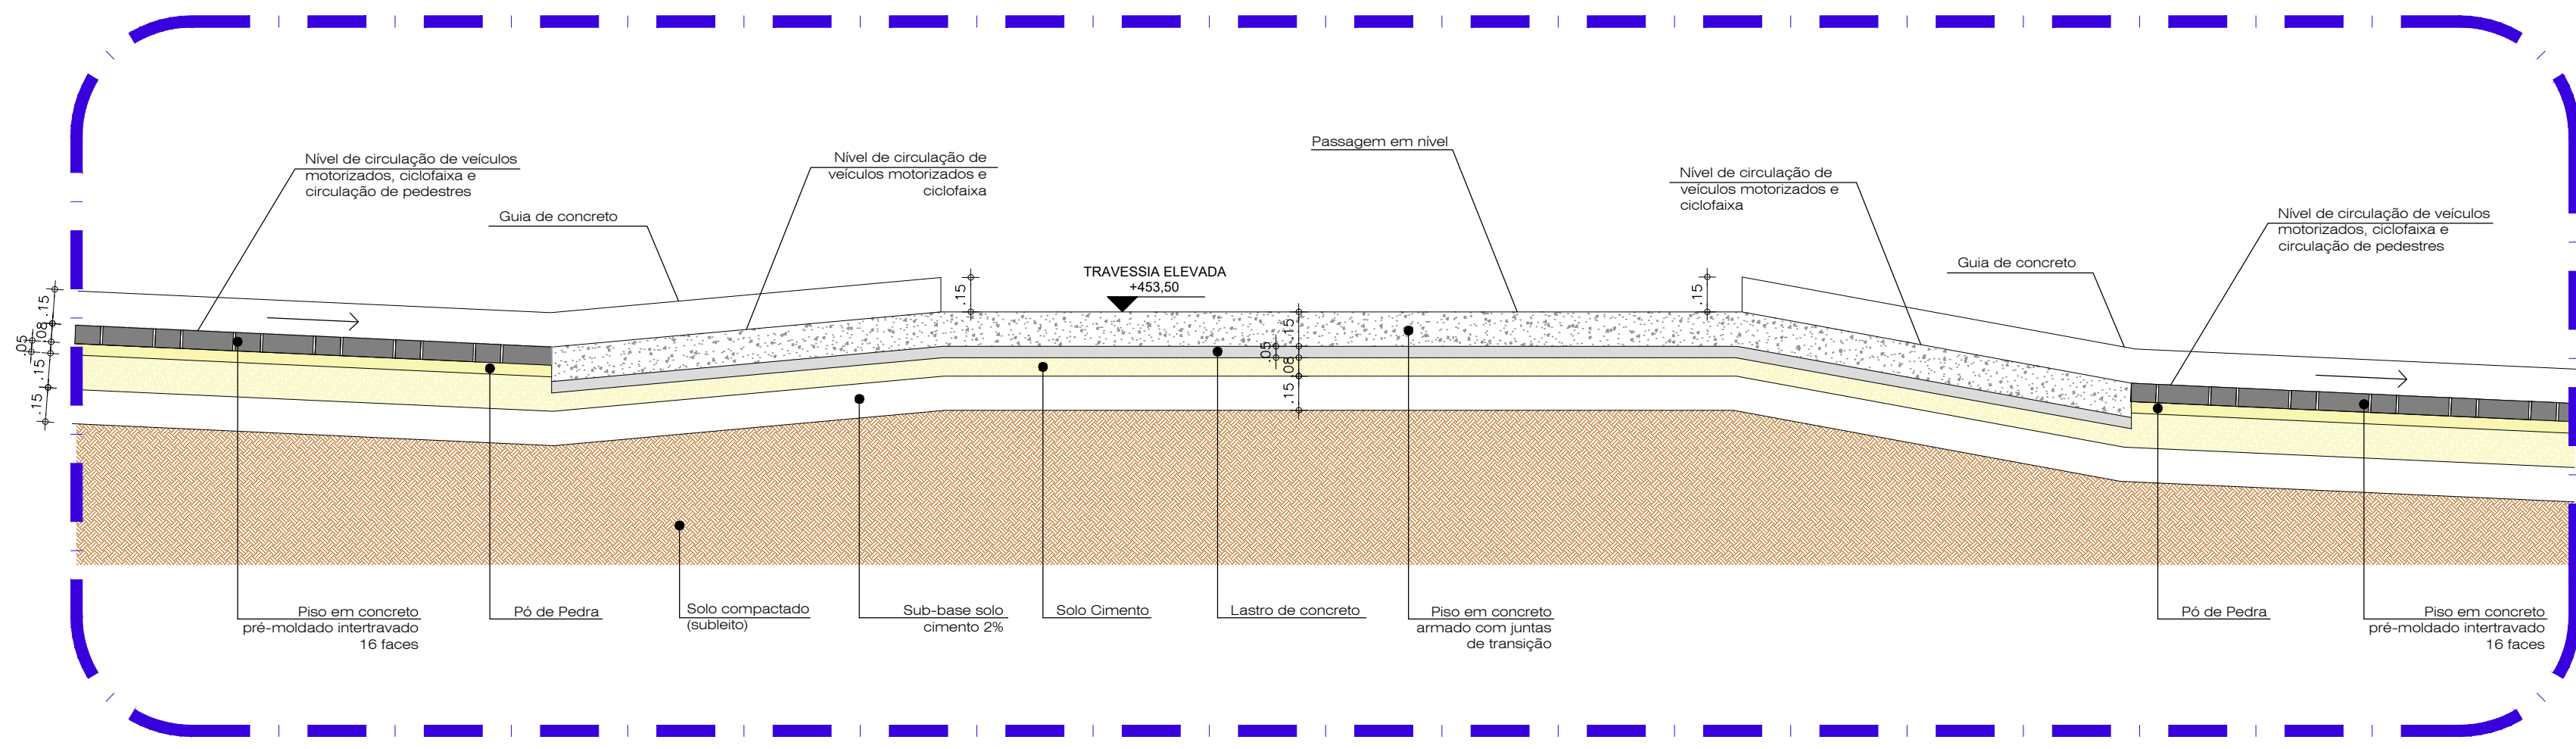 Passagem em nível
Nível de circulação de veículos
motorizados, ciclofaixa e
circulação de pedestres
Nível de circulação de
veículos motorizados e
ciclofaixa
Nível de circulação de
veículos motorizados e
ciclofaixa
Guia de concreto
Nível de circulação de veículos
motorizados, ciclofaixa e
circulação de pedestres
Guia de concreto
TRAVESSIA ELEVADA
+453,50
.15
.08
.05
.15
.15
.15
.15
.05
.08
.15
.15
Piso em concreto
pré-moldado intertravado
16 faces
Pó de Pedra
Solo compactado
(subleito)
Sub-base solo
cimento 2%
Solo Cimento
Lastro de concreto
Piso em concreto
armado com juntas
de transição
Pó de Pedra
Piso em concreto
pré-moldado intertravado
16 faces